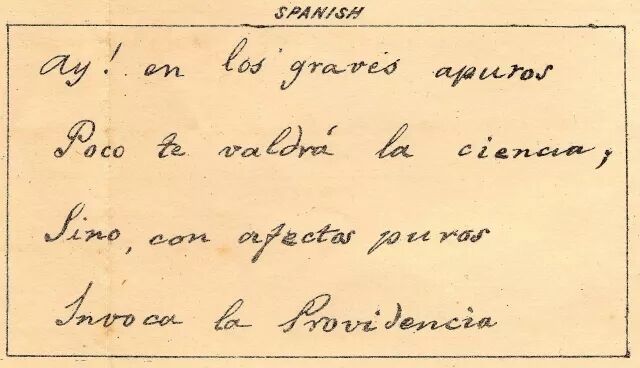 SPANISH
Ay! en los graves apuros
Poco te valdrá la ciencia;
Sino, con afectos puros
Invoca la Providencia